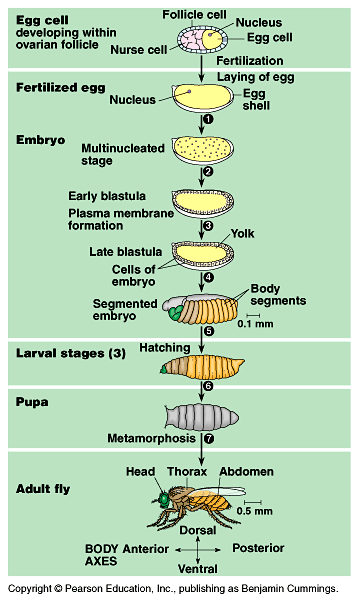 Egg cell
developing within
ovarian follicle
Follicle cell
Nucleus
Egg cell
Nurse cell
Fertilization
Laying of egg
Fertilized egg
Nucleus
Egg
shell
1
Embryo
Multinucleated
stage
2
Early blastula
Plasma membrane
formation
3
Yolk
Late blastula
Cells of
embryo
4
Body
segments
Segmented
embryo
0.1 mm
5
Hatching
Larval stages (3)
6
Pupa
Metamorphosis
7
Head
Thorax
Abdomen
Adult fly
0.5 mm
Dorsal
BODY
AXES
Anterior
Posterior
Ventral
Copyright © Pearson Education, Inc., publishing as Benjamin Cummings.